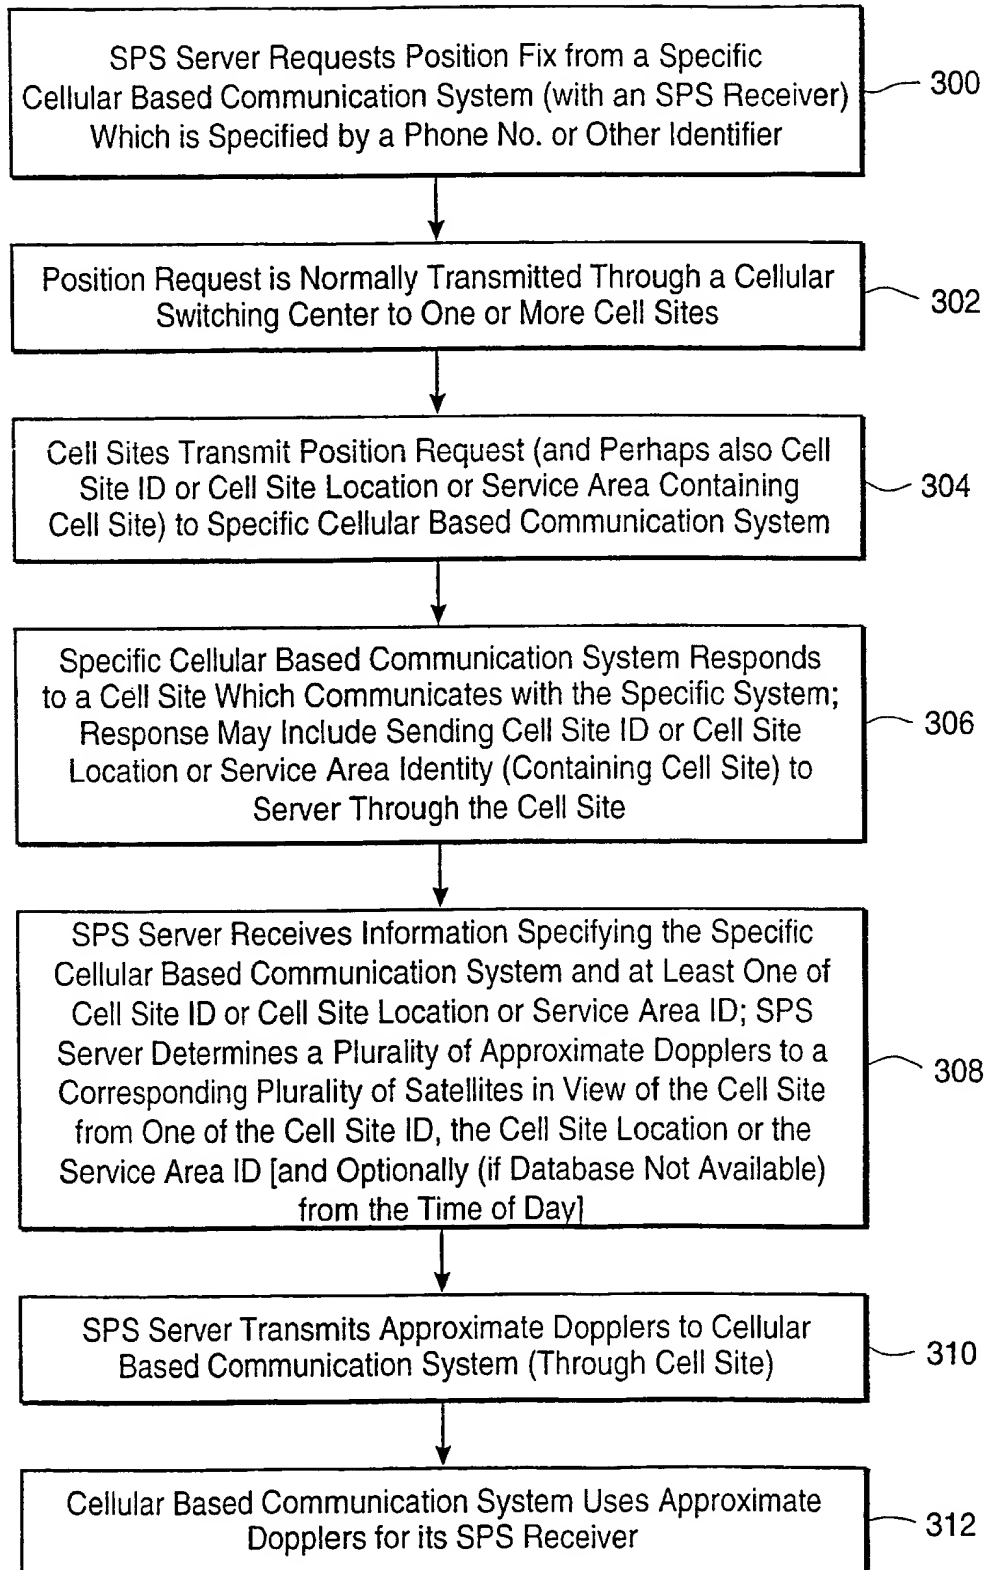 SPS Server Requests Position Fix from a Specific
Cellular Based Communication System (with an SPS Receiver)
Which is Specified by a Phone No. or Other Identifier
300
Position Request is Normally Transmitted Through a Cellular
Switching Center to One or More Cell Sites
302
Cell Sites Transmit Position Request (and Perhaps also Cell
Site ID or Cell Site Location or Service Area Containing
Cell Site) to Specific Cellular Based Communication System
304
Specific Cellular Based Communication System Responds
to a Cell Site Which Communicates with the Specific System;
Response May Include Sending Cell Site ID or Cell Site
Location or Service Area Identity (Containing Cell Site) to
Server Through the Cell Site
306
SPS Server Receives Information Specifying the Specific
Cellular Based Communication System and at Least One of
Cell Site ID or Cell Site Location or Service Area ID; SPS
Server Determines a Plurality of Approximate Dopplers to a
Corresponding Plurality of Satellites in View of the Cell Site
from One of the Cell Site ID, the Cell Site Location or the
Service Area ID [and Optionally (if Database Not Available)
from the Time of Day]
308
SPS Server Transmits Approximate Dopplers to Cellular
Based Communication System (Through Cell Site)
310
Cellular Based Communication System Uses Approximate
Dopplers for its SPS Receiver
312